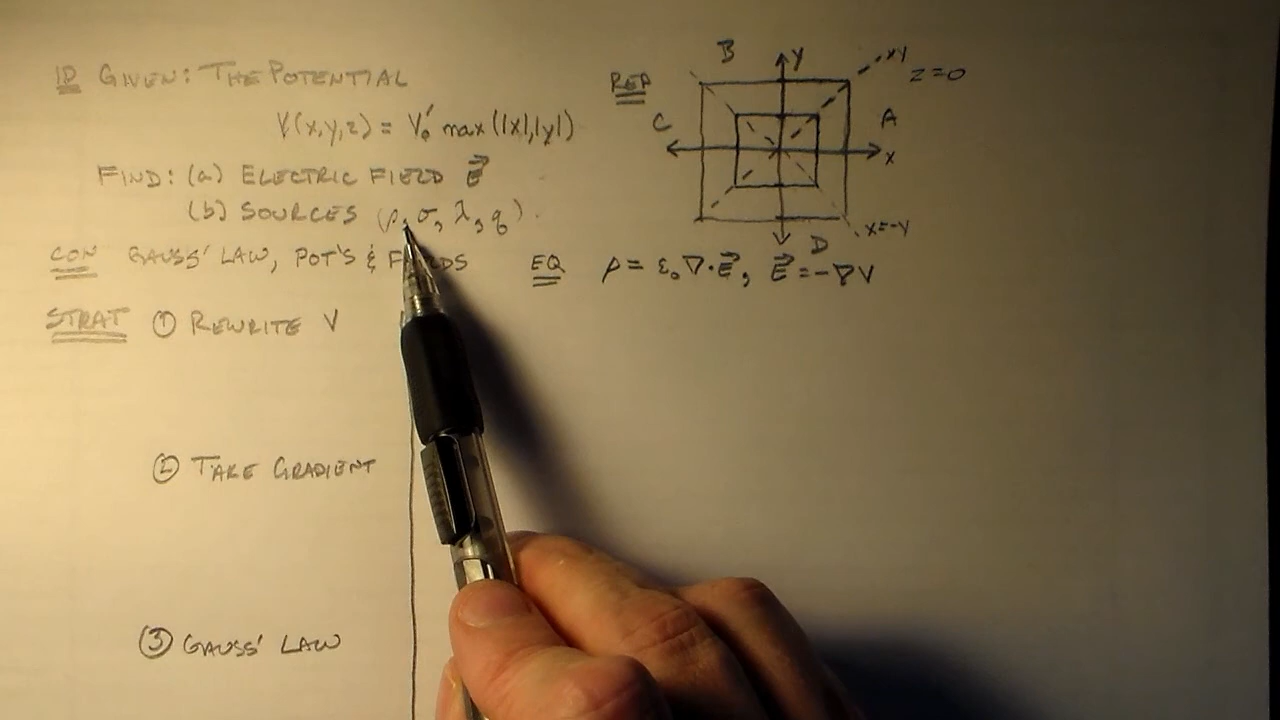 ID GIVEN: THE POTENTIAL
V(x,y,z) = V₀' max(|x|,|y|)
FIND: (a) ELECTRIC FIELD E⃗
(b) SOURCES (ρ, σ, λ, q).
CON GAUSS' LAW, POT'S & FIELDS
EQ ρ = ε₀ ∇·E⃗, E⃗ = -∇V
STRAT ① REWRITE V
② TAKE GRADIENT
③ GAUSS' LAW
REP
B
y
z=0
C
A
x
D
x=-y